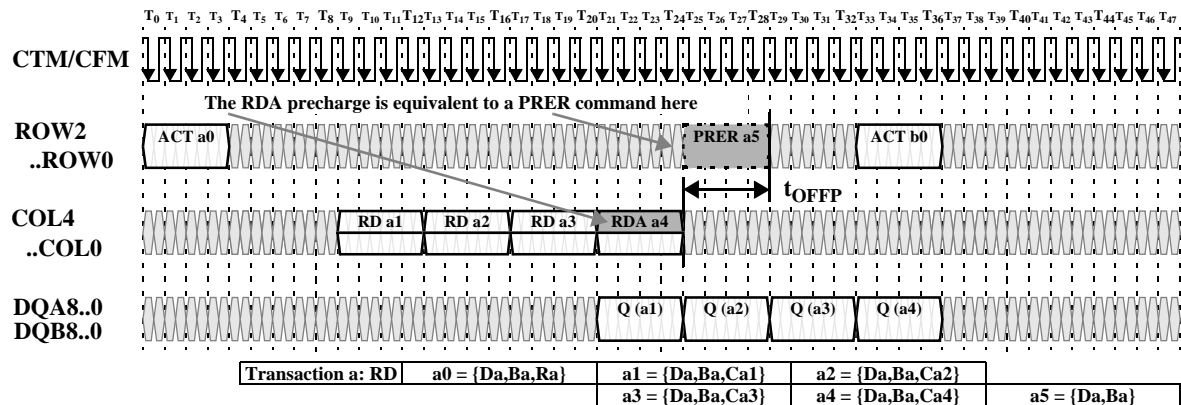 T0 T1 T2 T3 T4 T5 T6 T7 T8 T9 T10 T11 T12 T13 T14 T15 T16 T17 T18 T19 T20 T21 T22 T23 T24 T25 T26 T27 T28 T29 T30 T31 T32 T33 T34 T35 T36 T37 T38 T39 T40 T41 T42 T43 T44 T45 T46 T47
CTM/CFM
The RDA precharge is equivalent to a PRER command here
ROW2
..ROW0
ACT a0 PRER a5 ACT b0
tOFFP
COL4
..COL0
RD a1 RD a2 RD a3 RDA a4
DQA8..0
DQB8..0
Q (a1) Q (a2) Q (a3) Q (a4)
Transaction a: RD a0 = {Da,Ba,Ra} a1 = {Da,Ba,Ca1} a2 = {Da,Ba,Ca2}
a3 = {Da,Ba,Ca3} a4 = {Da,Ba,Ca4} a5 = {Da,Ba}